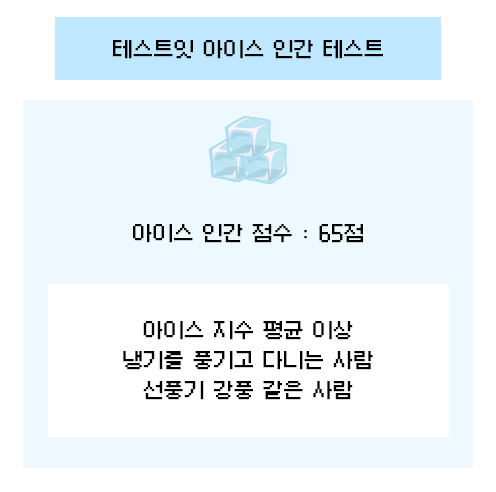 테스트잇 아이스 인간 테스트
아이스 인간 점수 : 65점
아이스 지수 평균 이상
냉기를 풍기고 다니는 사람
선풍기 강풍 같은 사람